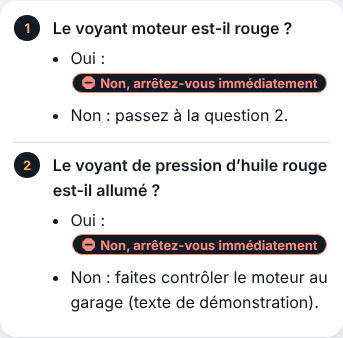 1 Le voyant moteur est-il rouge ?
• Oui :
Non, arrêtez-vous immédiatement
• Non : passez à la question 2.
2 Le voyant de pression d’huile rouge
est-il allumé ?
• Oui :
Non, arrêtez-vous immédiatement
• Non : faites contrôler le moteur au
garage (texte de démonstration).